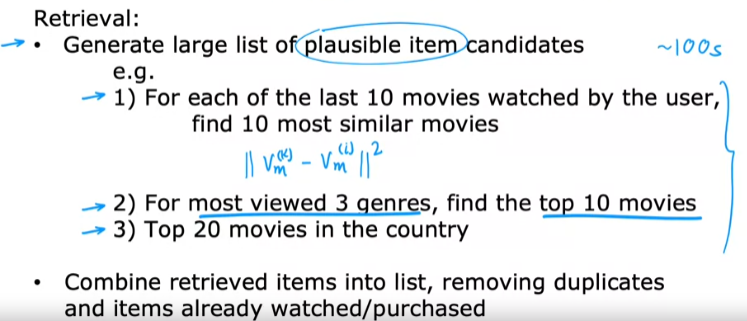 Retrieval:
→ • Generate large list of plausible item candidates ~100s
e.g.
→ 1) For each of the last 10 movies watched by the user,
find 10 most similar movies
|| Vm^(k) - Vm^(i) ||^2
→ 2) For most viewed 3 genres, find the top 10 movies
→ 3) Top 20 movies in the country
• Combine retrieved items into list, removing duplicates
and items already watched/purchased